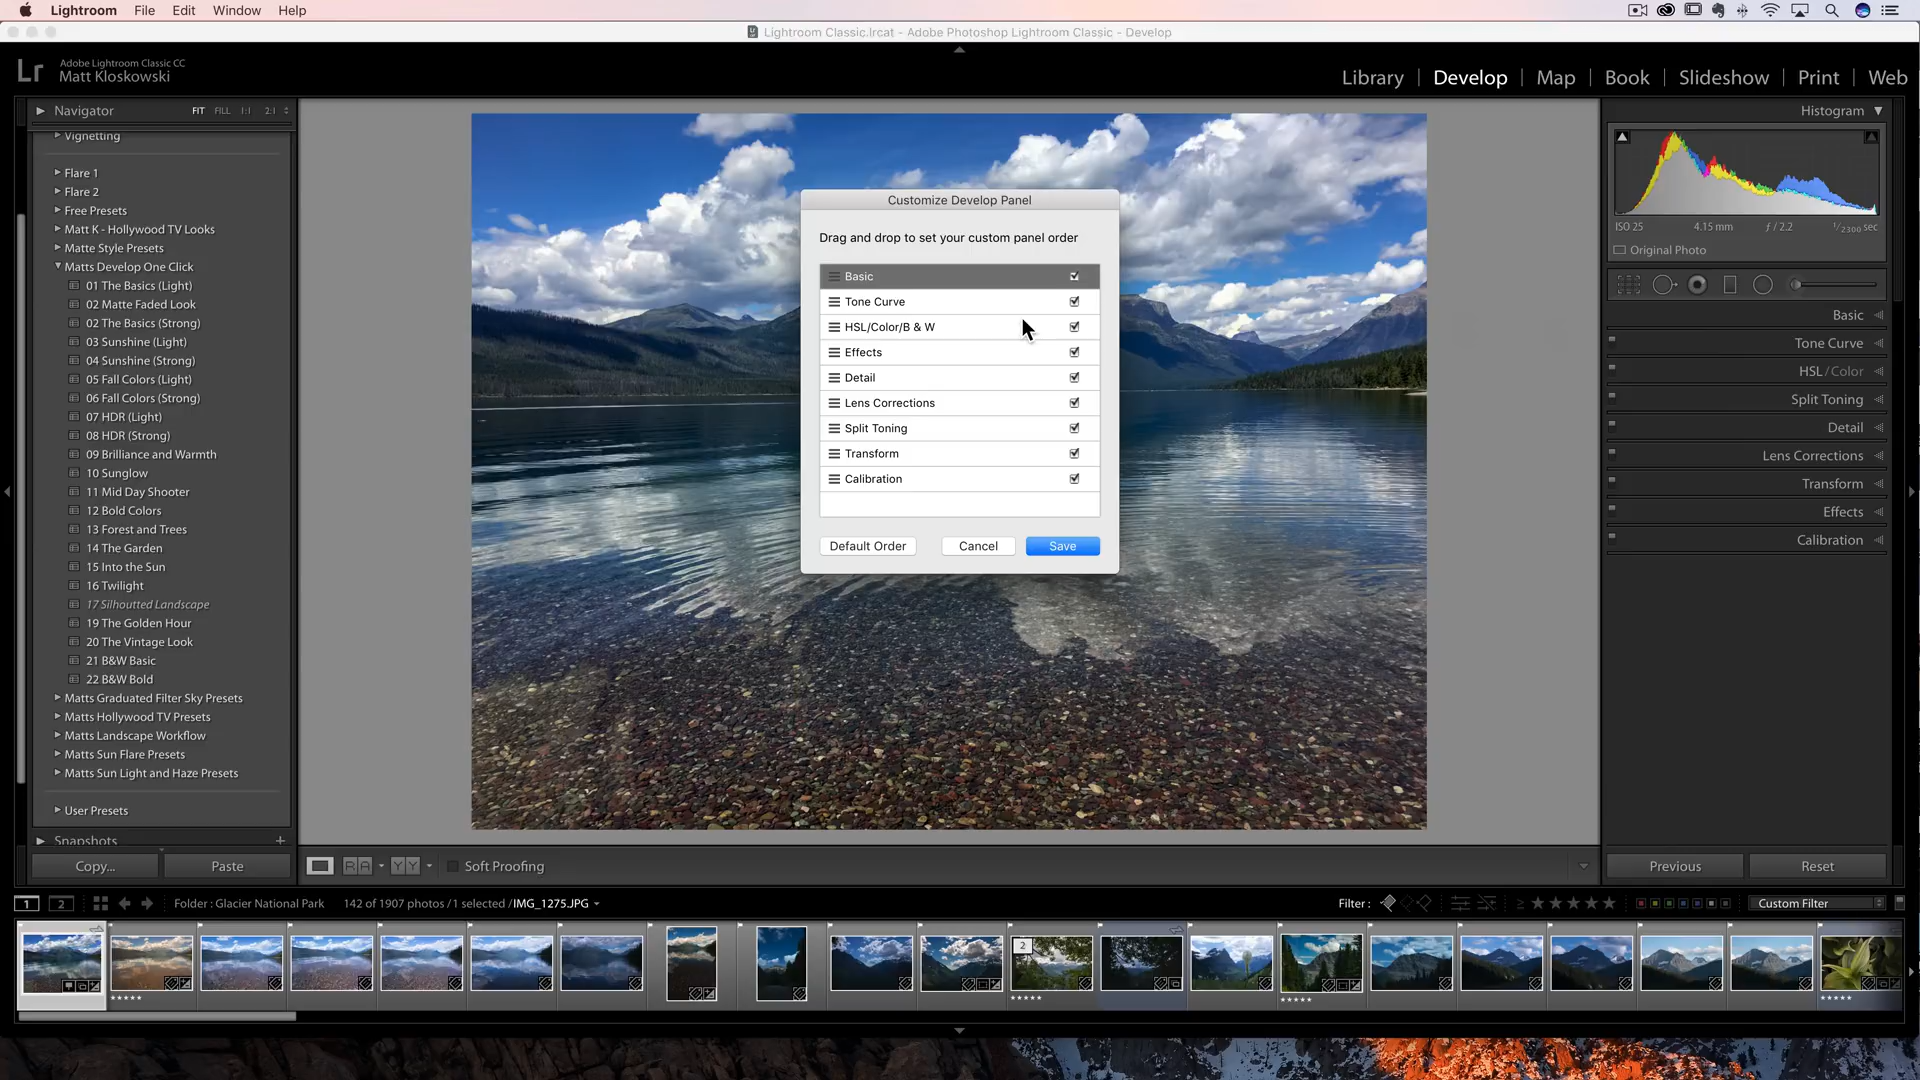 Lightroom File Edit Window Help
Lightroom Classic.lrcat - Adobe Photoshop Lightroom Classic - Develop
Lr
Adobe Lightroom Classic CC
Matt Kloskowski
Library | Develop | Map | Book | Slideshow | Print | Web
Navigator FIT FILL 1:1 2:1
Vignetting
Flare 1
Flare 2
Free Presets
Matt K - Hollywood TV Looks
Matte Style Presets
Matts Develop One Click
01 The Basics (Light)
02 Matte Faded Look
02 The Basics (Strong)
03 Sunshine (Light)
04 Sunshine (Strong)
05 Fall Colors (Light)
06 Fall Colors (Strong)
07 HDR (Light)
08 HDR (Strong)
09 Brilliance and Warmth
10 Sunglow
11 Mid Day Shooter
12 Bold Colors
13 Forest and Trees
14 The Garden
15 Into the Sun
16 Twilight
17 Silhoutted Landscape
19 The Golden Hour
20 The Vintage Look
21 B&W Basic
22 B&W Bold
Matts Graduated Filter Sky Presets
Matts Hollywood TV Presets
Matts Landscape Workflow
Matts Sun Flare Presets
Matts Sun Light and Haze Presets
User Presets
Snapshots +
Copy... Paste
Customize Develop Panel
Drag and drop to set your custom panel order
Basic
Tone Curve
HSL/Color/B & W
Effects
Detail
Lens Corrections
Split Toning
Transform
Calibration
Default Order Cancel Save
Histogram
ISO 25 4.15 mm ƒ / 2.2 1/2300 sec
Original Photo
Basic
Tone Curve
HSL / Color
Split Toning
Detail
Lens Corrections
Transform
Effects
Calibration
R A Y Y Soft Proofing
Previous Reset
1 2 Folder : Glacier National Park 142 of 1907 photos / 1 selected / IMG_1275.JPG Filter : ≥ ★★★★★ Custom Filter
2